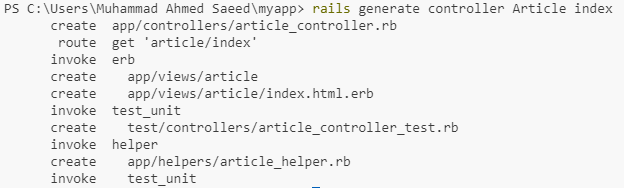 PS C:\Users\Muhammad Ahmed Saeed\myapp> rails generate controller Article index
create app/controllers/article_controller.rb
route get 'article/index'
invoke erb
create app/views/article
create app/views/article/index.html.erb
invoke test_unit
create test/controllers/article_controller_test.rb
invoke helper
create app/helpers/article_helper.rb
invoke test_unit